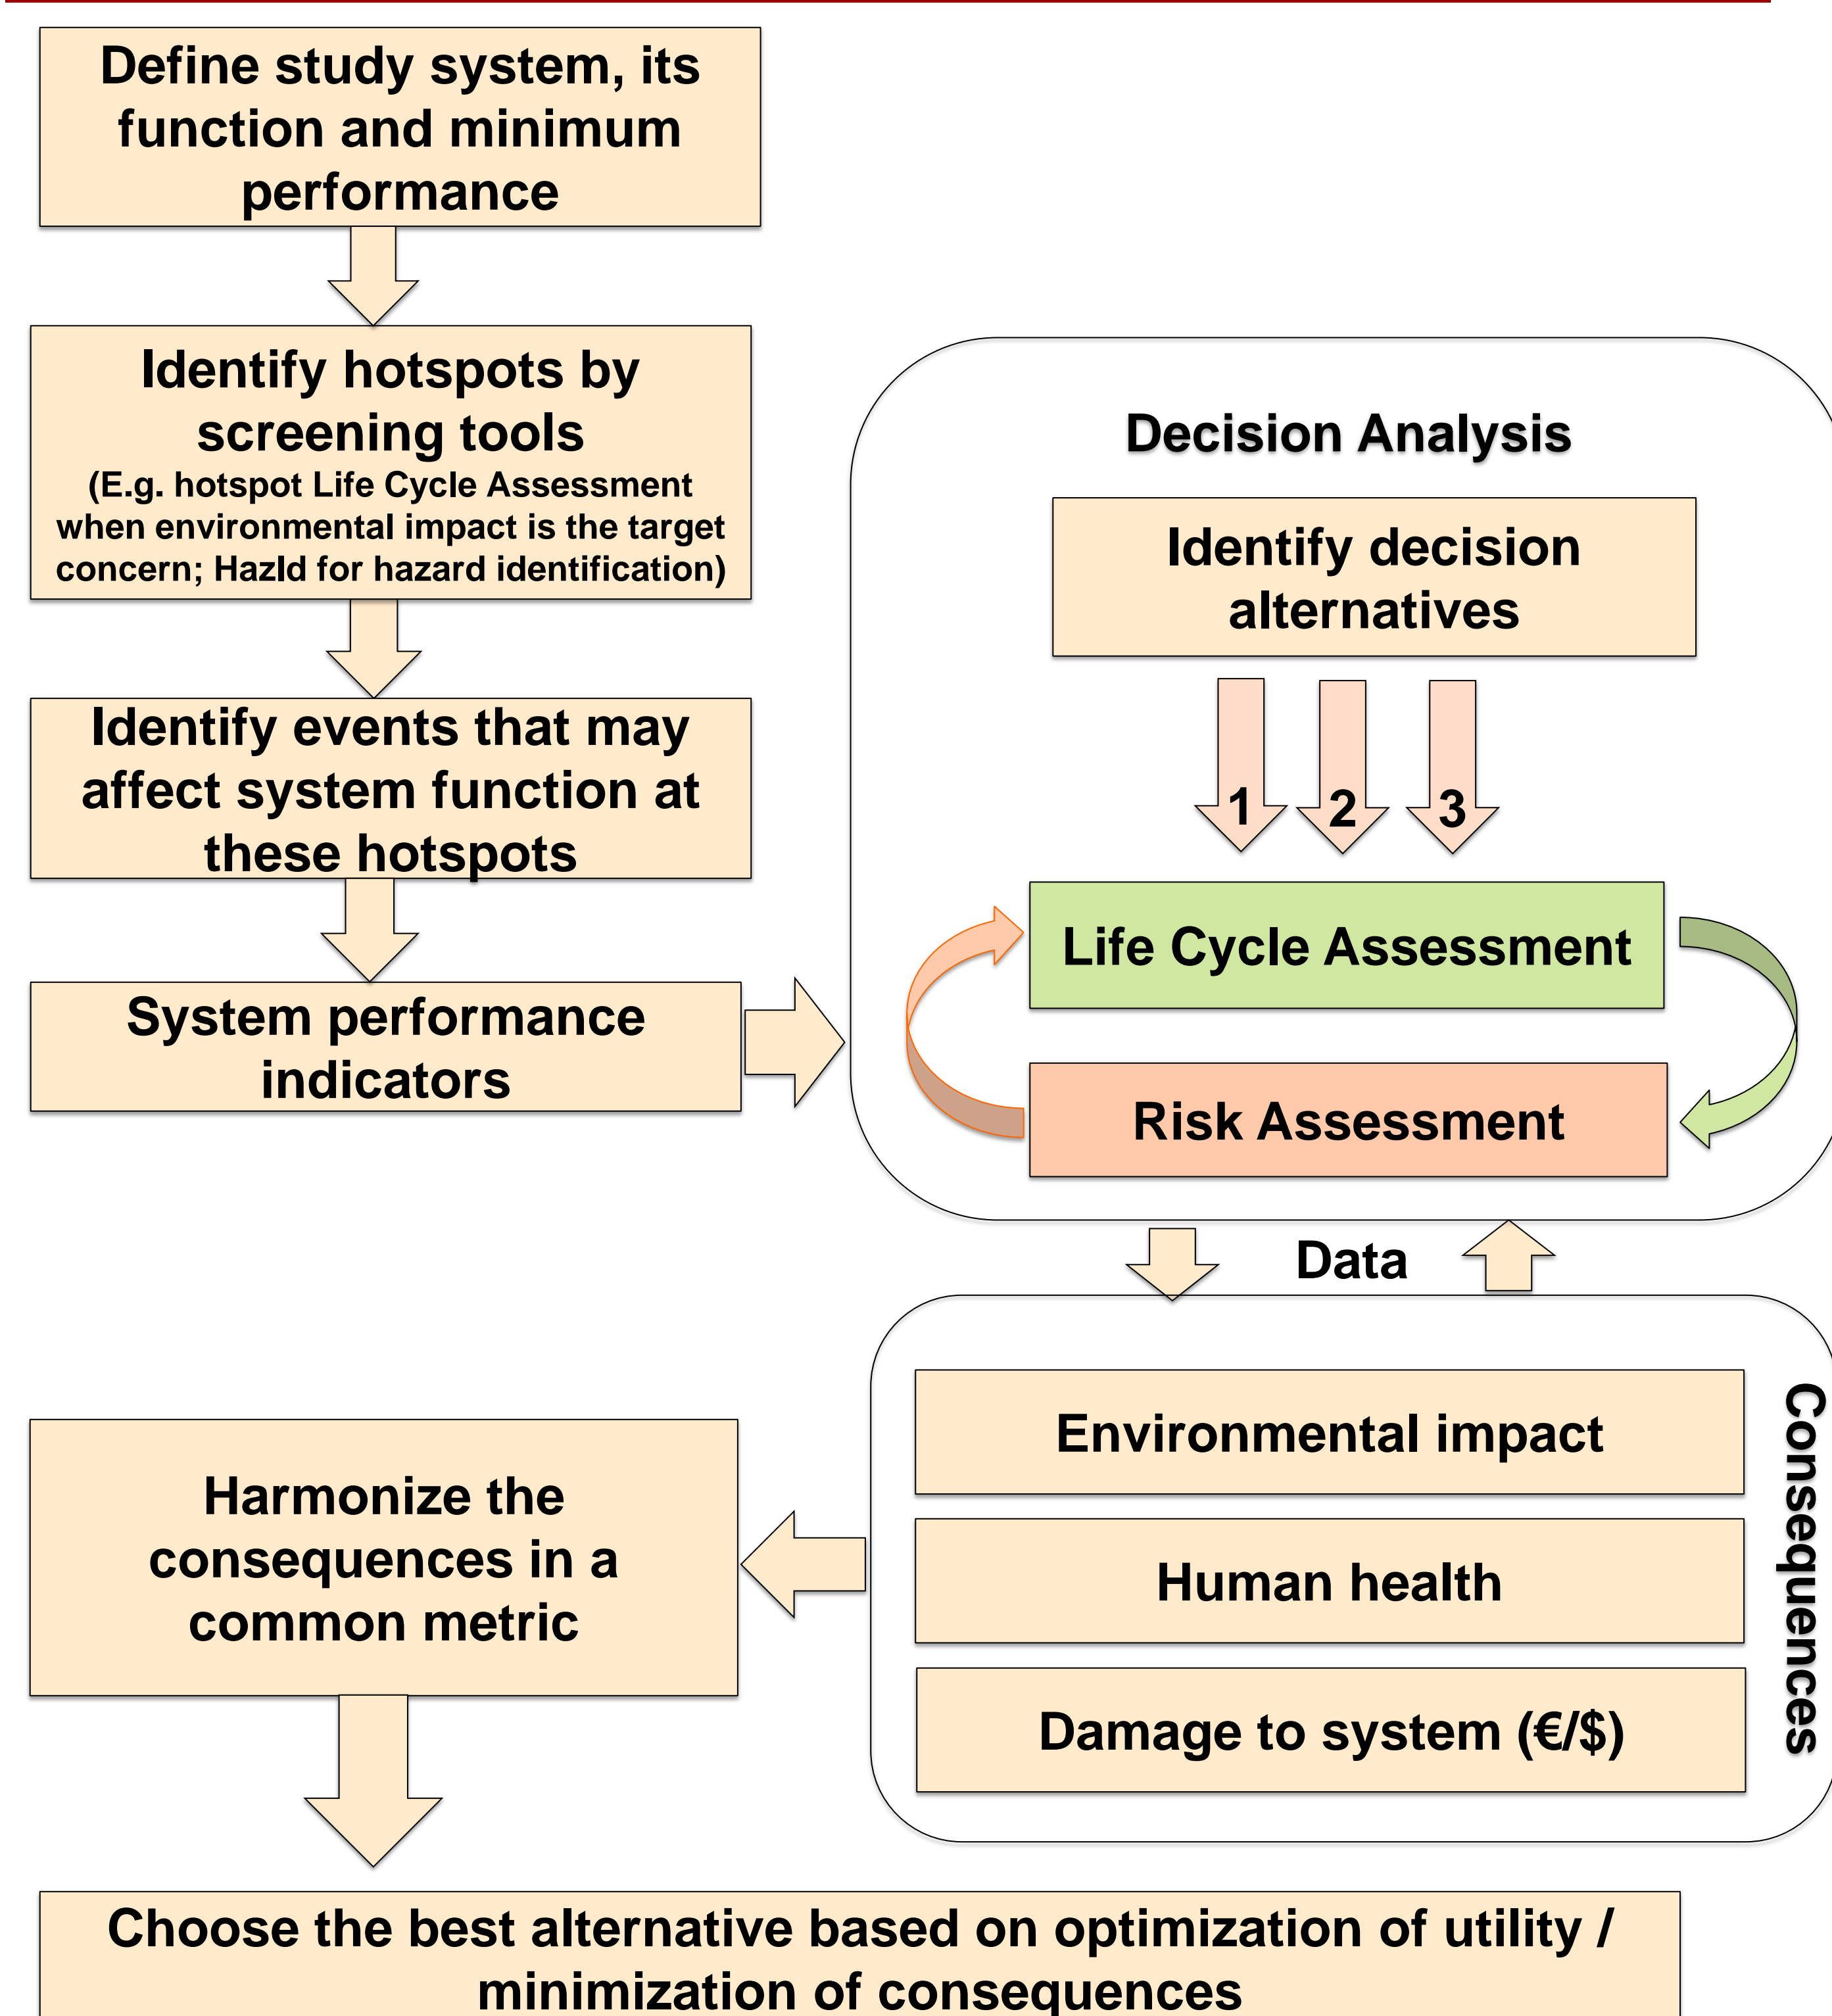 Define study system, its
function and minimum
performance
Identify hotspots by
screening tools
(E.g. hotspot Life Cycle Assessment
when environmental impact is the target
concern; HazId for hazard identification)
Identify events that may
affect system function at
these hotspots
System performance
indicators
Decision Analysis
Identify decision
alternatives
1 2 3
Life Cycle Assessment
Risk Assessment
Data
Environmental impact
Human health
Damage to system (€/$)
Consequences
Harmonize the
consequences in a
common metric
Choose the best alternative based on optimization of utility /
minimization of consequences